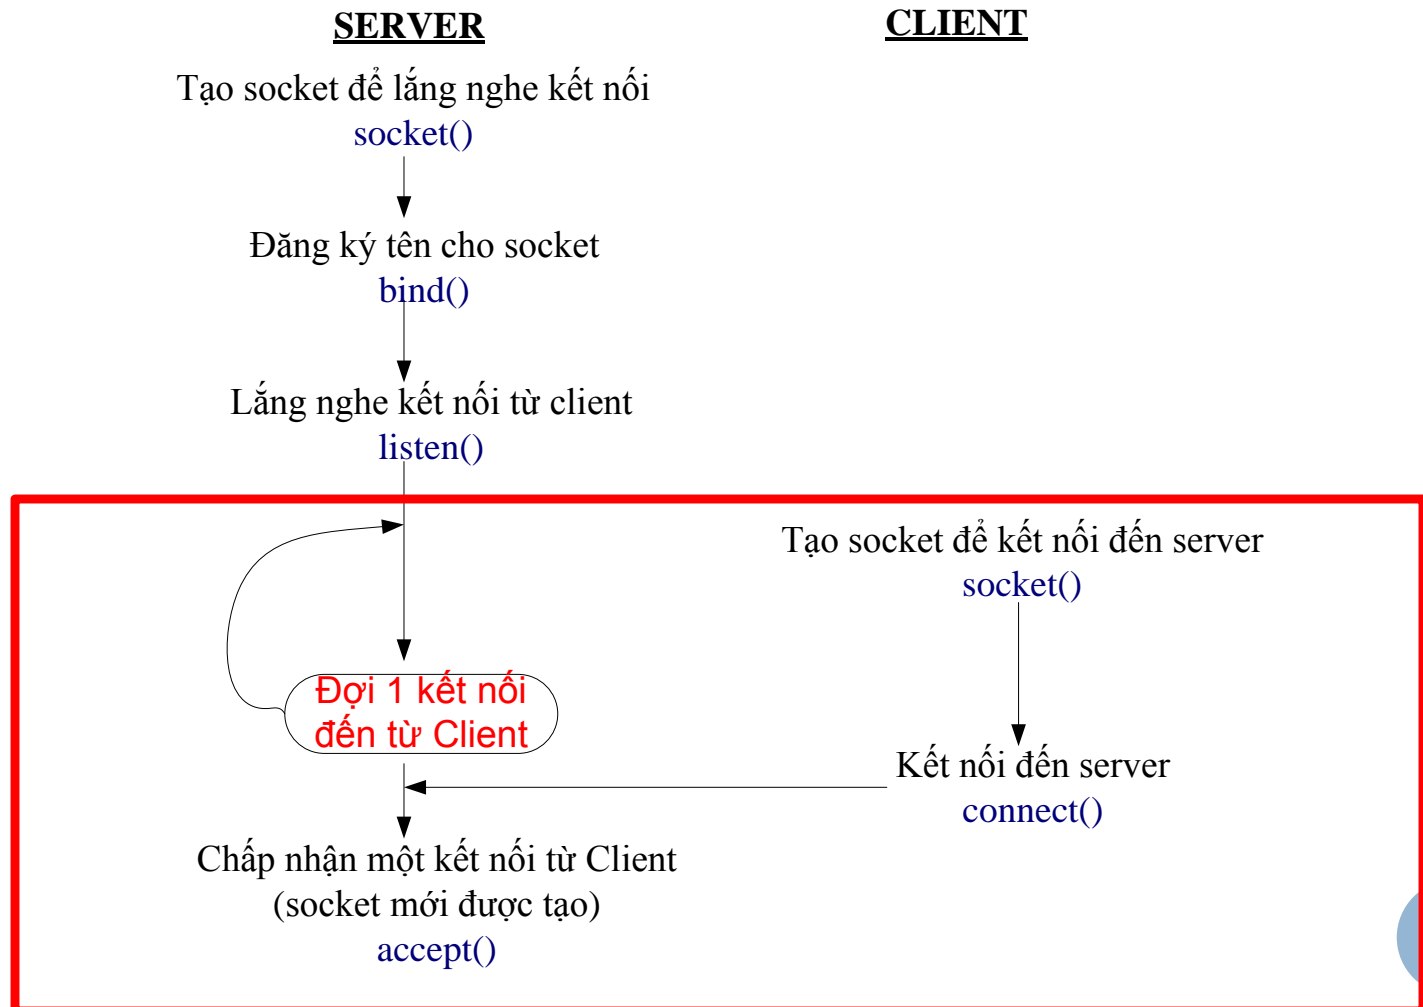 SERVER
CLIENT
Tạo socket để lắng nghe kết nối
socket()
Đăng ký tên cho socket
bind()
Lắng nghe kết nối từ client
listen()
Tạo socket để kết nối đến server
socket()
Đợi 1 kết nối
đến từ Client
Kết nối đến server
connect()
Chấp nhận một kết nối từ Client
(socket mới được tạo)
accept()